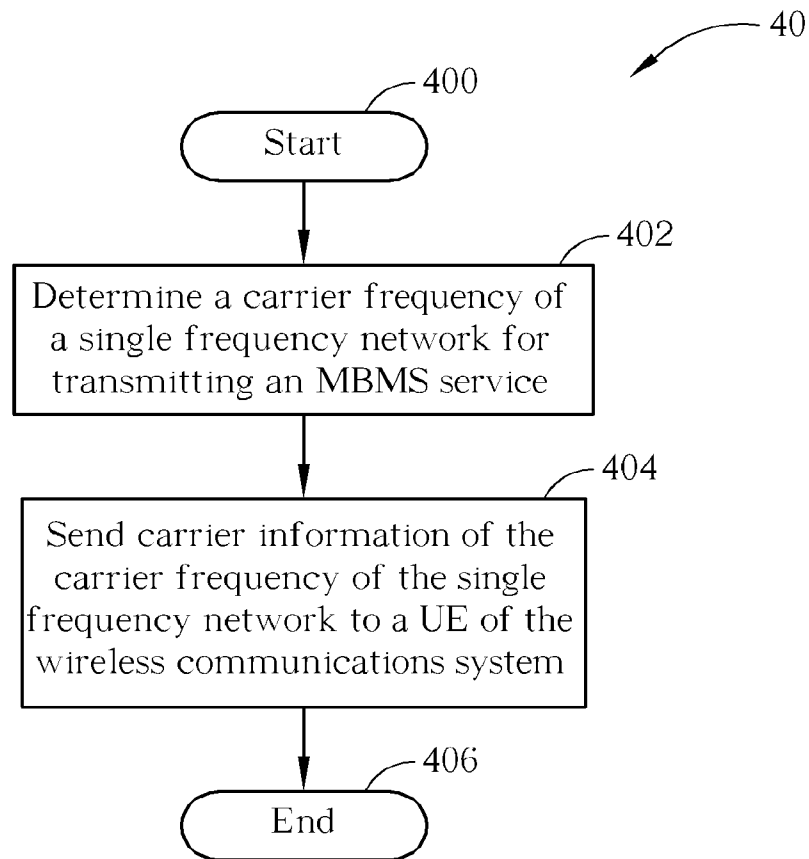 40
400
Start
402
Determine a carrier frequency of
a single frequency network for
transmitting an MBMS service
404
Send carrier information of the
carrier frequency of the single
frequency network to a UE of the
wireless communications system
406
End